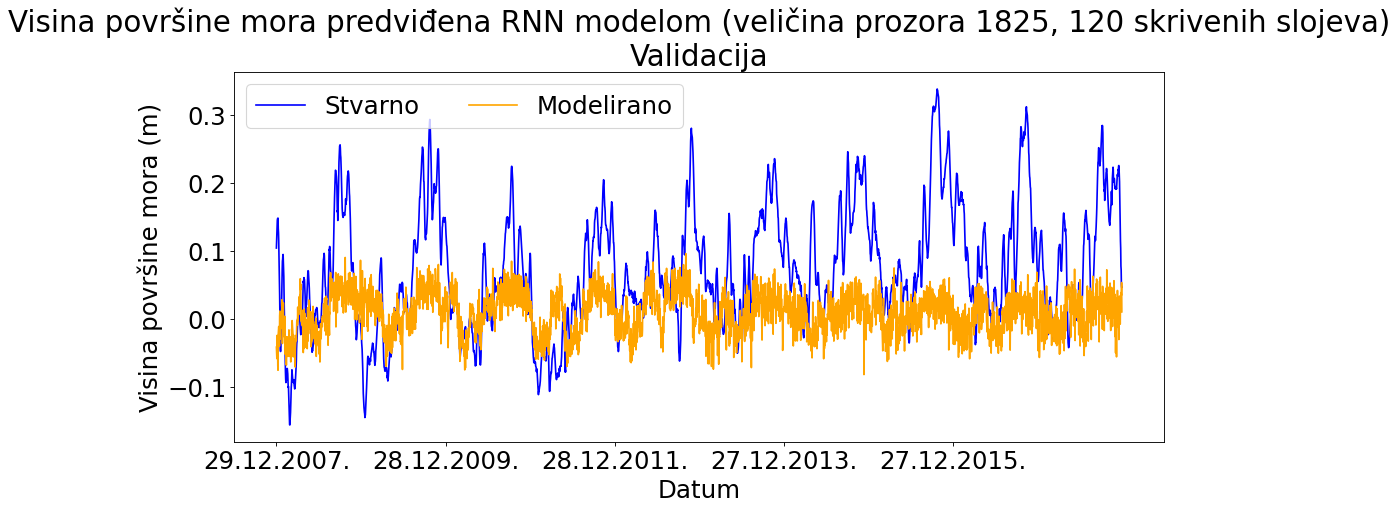 Visina površine mora predviđena RNN modelom (veličina prozora 1825, 120 skrivenih slojeva)
Validacija
Stvarno
Modelirano
Visina površine mora (m)
0.3
0.2
0.1
0.0
−0.1
29.12.2007.
28.12.2009.
28.12.2011.
27.12.2013.
27.12.2015.
Datum